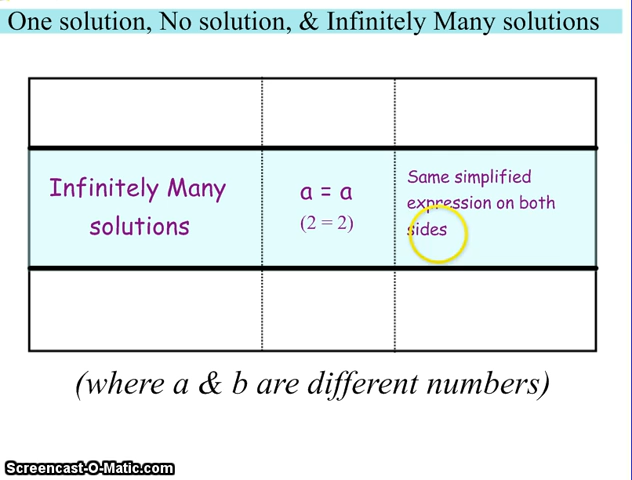 One solution, No solution, & Infinitely Many solutions
Infinitely Many
solutions
a = a
(2 = 2)
Same simplified
expression on both
sides
(where a & b are different numbers)
Screencast-O-Matic.com